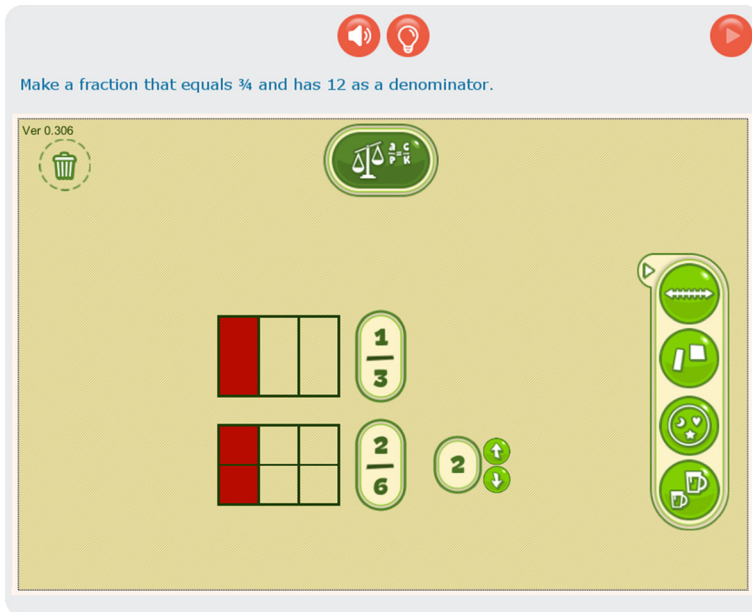 Make a fraction that equals ¾ and has 12 as a denominator.
Ver 0.306
a/P = c/K
1/3
2/6
2